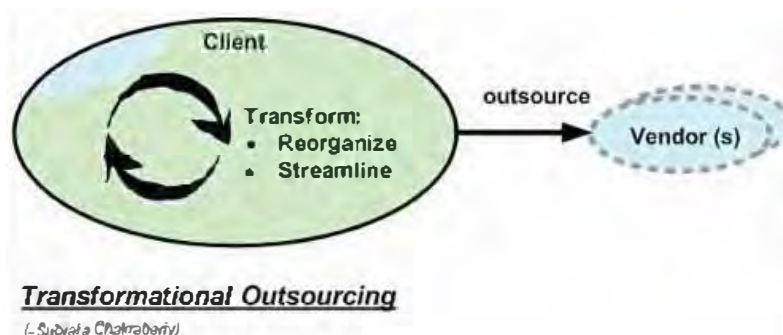 Client
Transform:
• Reorganize
• Streamline
outsource
Vendor (s)
Transformational Outsourcing
(- Subrata Chakraborty)